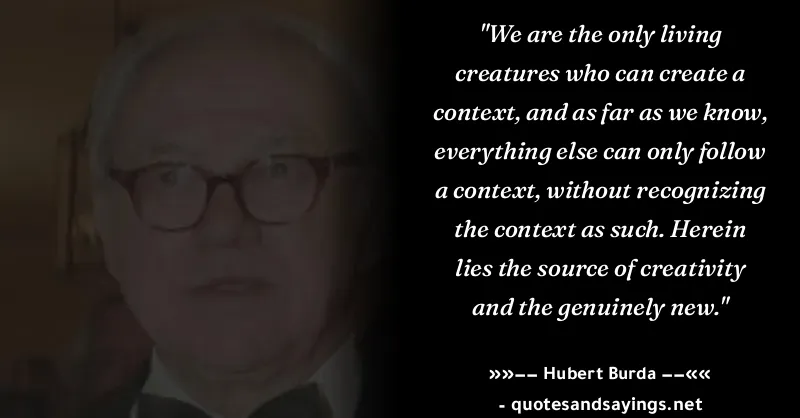 "We are the only living
creatures who can create a
context, and as far as we know,
everything else can only follow
a context, without recognizing
the context as such. Herein
lies the source of creativity
and the genuinely new."
»»-- Hubert Burda --««
- quotesandsayings.net